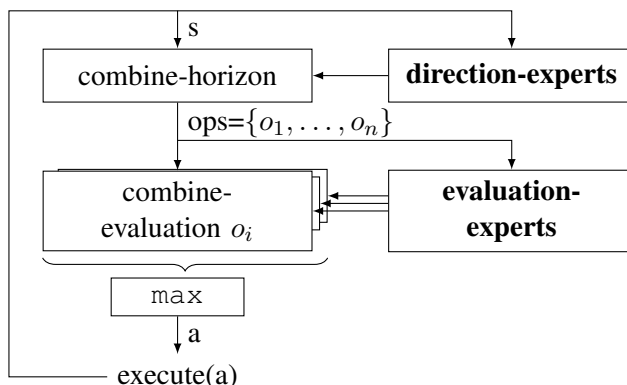 s
combine-horizon
direction-experts
ops={o₁, . . . , oₙ}
combine-
evaluation oᵢ
evaluation-
experts
max
a
execute(a)